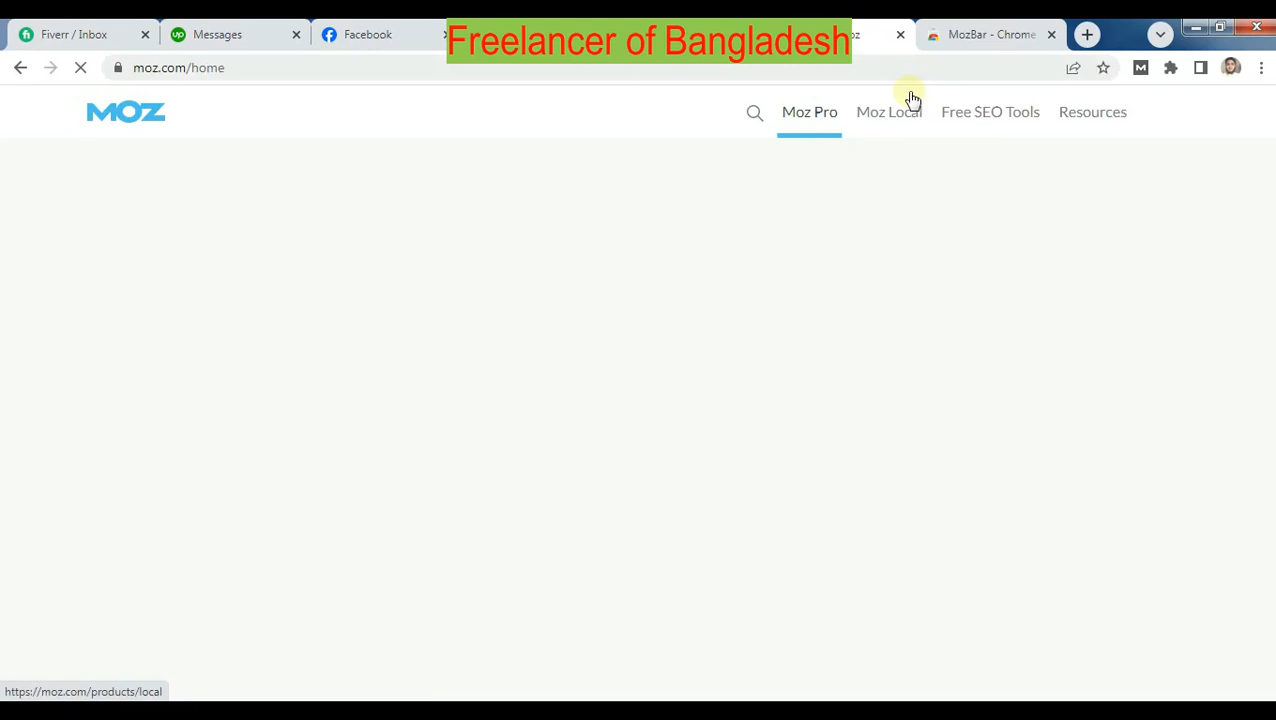 Fiverr / Inbox
Messages
Facebook
Freelancer of Bangladesh
MozBar - Chrome
moz.com/home
MOZ
Moz Pro
Moz Local
Free SEO Tools
Resources
https://moz.com/products/local